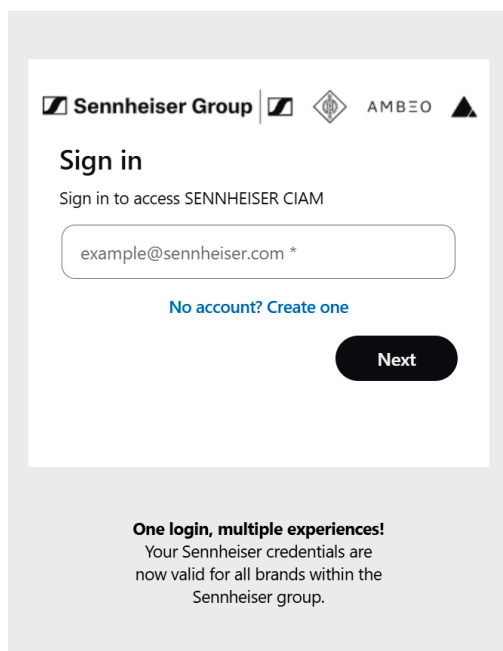 Sennheiser Group AMBEO
Sign in
Sign in to access SENNHEISER CIAM
example@sennheiser.com *
No account? Create one
Next
One login, multiple experiences!
Your Sennheiser credentials are
now valid for all brands within the
Sennheiser group.